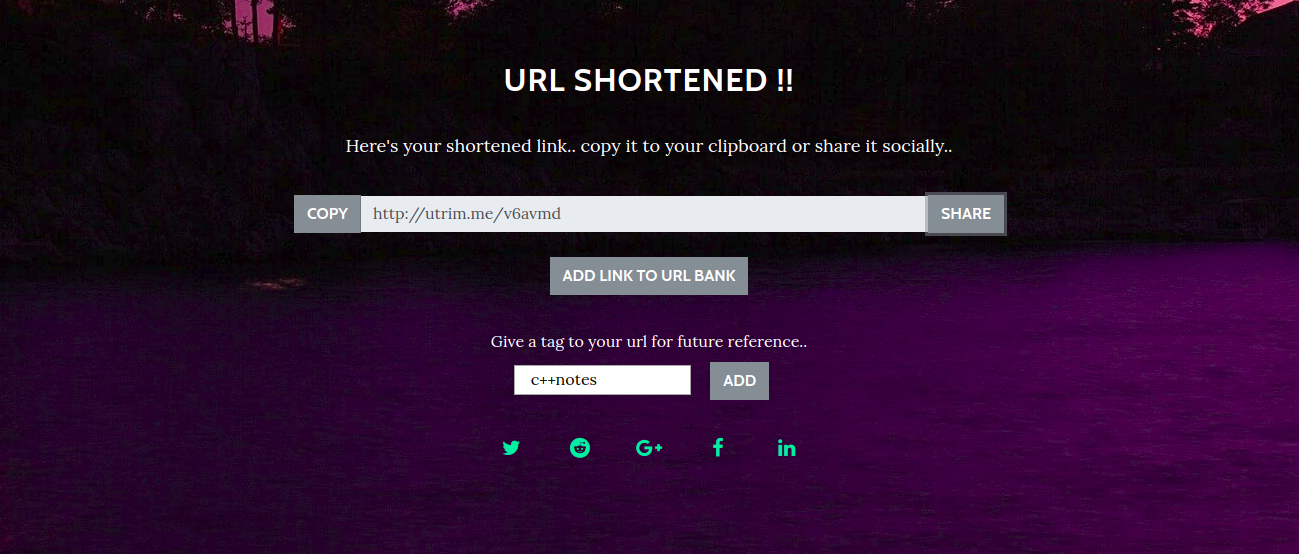 URL SHORTENED !!
Here's your shortened link.. copy it to your clipboard or share it socially..
COPY http://utrim.me/v6avmd SHARE
ADD LINK TO URL BANK
Give a tag to your url for future reference..
c++notes ADD